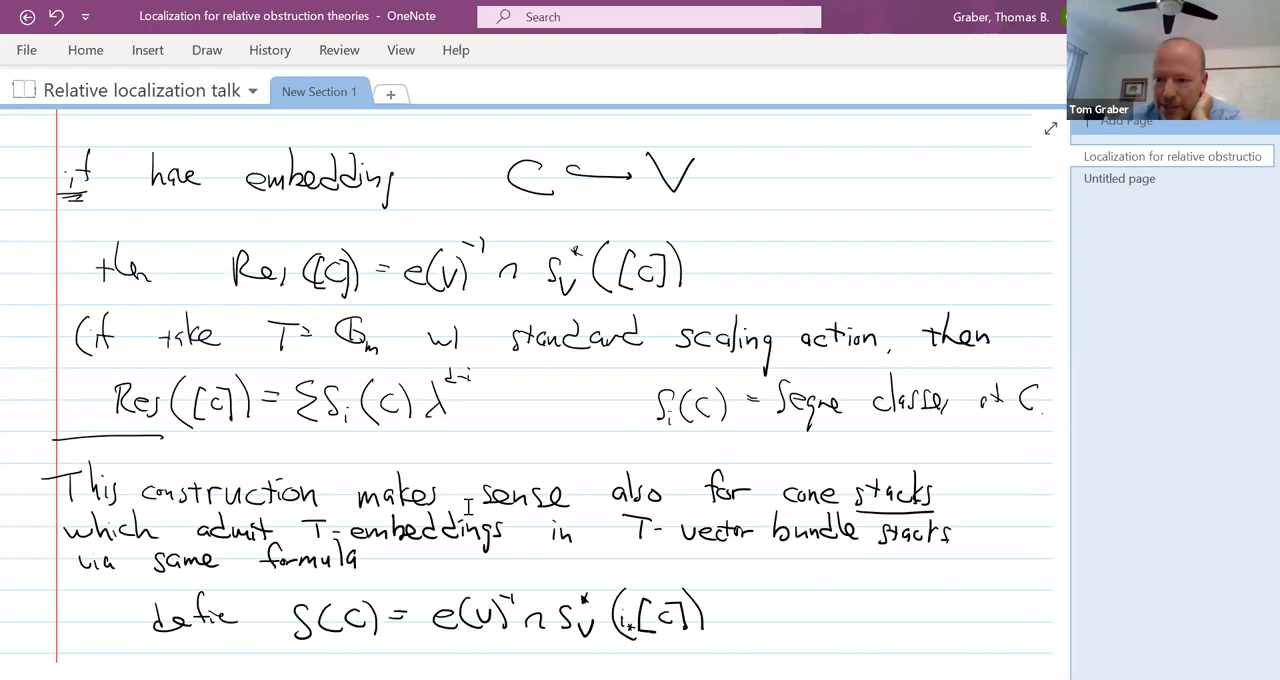 Localization for relative obstruction theories - OneNote
Search
Graber, Thomas B.
File Home Insert Draw History Review View Help
Relative localization talk
New Section 1
Tom Graber
Add Page
Localization for relative obstructio
Untitled page
if have embedding C ↪ V
then Res([C]) = e(V)⁻¹ ∩ s_V^*([C])
(if take T = G_m w/ standard scaling action, then
Res([C]) = Σ S_i(C) λ^{d-i} S_i(C) = Segre classes of C.
This construction makes sense also for cone stacks
which admit T-embeddings in T-vector bundle stacks
via same formula
define S(C) = e(V)⁻¹ ∩ s_V^*(i_*[C])